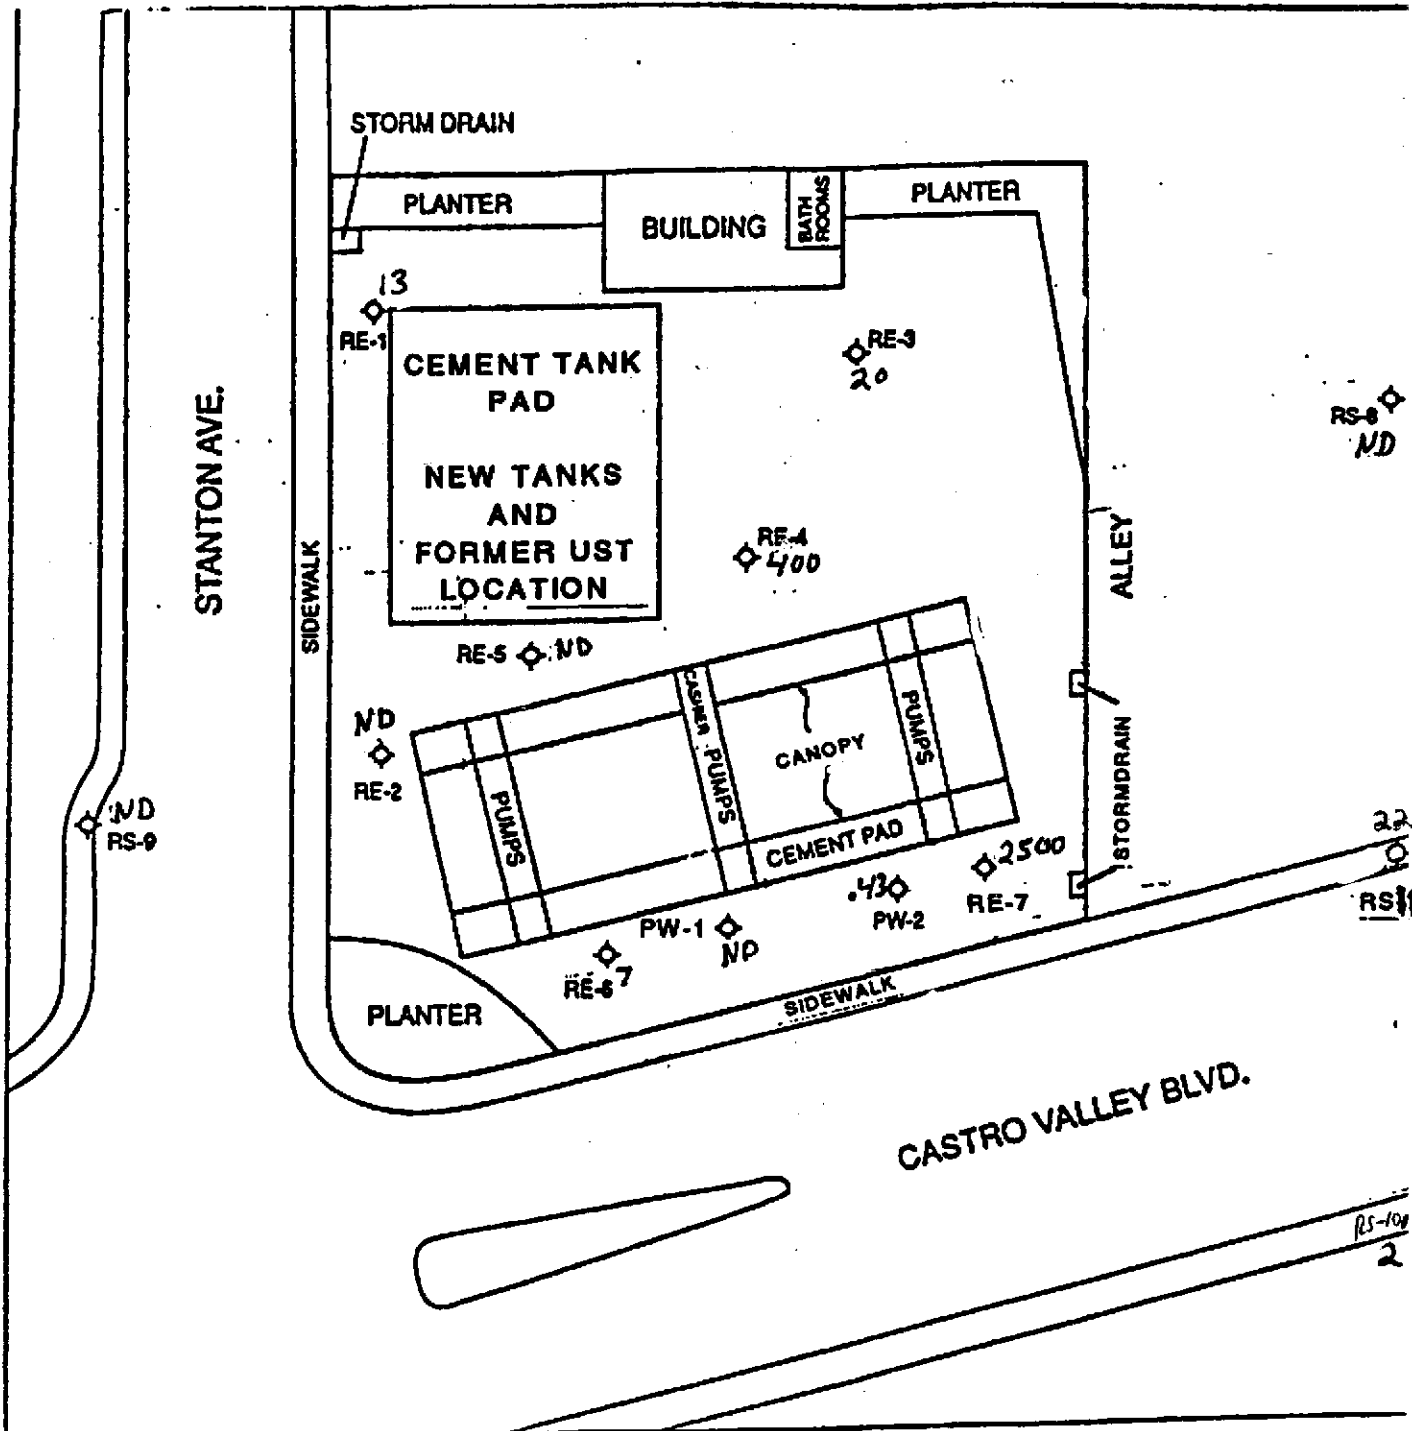 STORM DRAIN
PLANTER
BUILDING
BATH
ROOMS
PLANTER
13
RE-1
CEMENT TANK
PAD
NEW TANKS
AND
FORMER UST
LOCATION
RE-3
20
RS-8
ND
STANTON AVE.
SIDEWALK
RE-4
400
ALLEY
RE-5 ND
ND
RE-2
ND
RS-9
PUMPS
CASHIER PUMPS
CANOPY
PUMPS
CEMENT PAD
STORMDRAIN
2500
RE-7
.43
PW-2
PW-1
ND
RE-6 7
22
PLANTER
SIDEWALK
CASTRO VALLEY BLVD.
RS-10
2